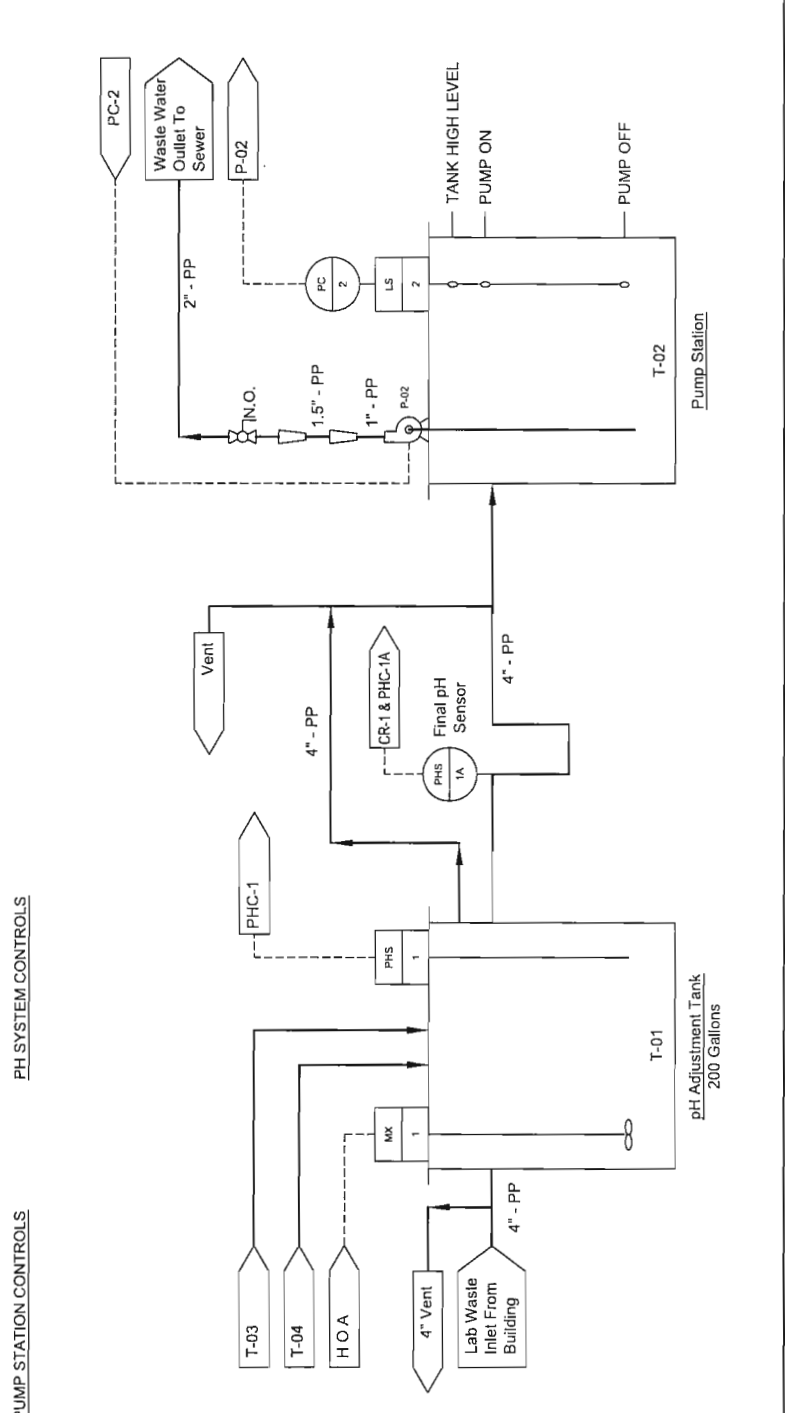 PUMP STATION CONTROLS
PH SYSTEM CONTROLS
T-03
T-04
H O A
4" Vent
Lab Waste
Inlet From
Building
4" - PP
MX
1
PHS
1
PHC-1
T-01
pH Adjustment Tank
200 Gallons
Vent
4" - PP
CR-1 & PHC-1A
PHS
1A
Final pH
Sensor
4" - PP
PC-2
Waste Water
Oullet To
Sewer
P-02
2" - PP
N.O.
1.5" - PP
1" - PP
P-02
PC
2
LS
2
TANK HIGH LEVEL
PUMP ON
PUMP OFF
T-02
Pump Station